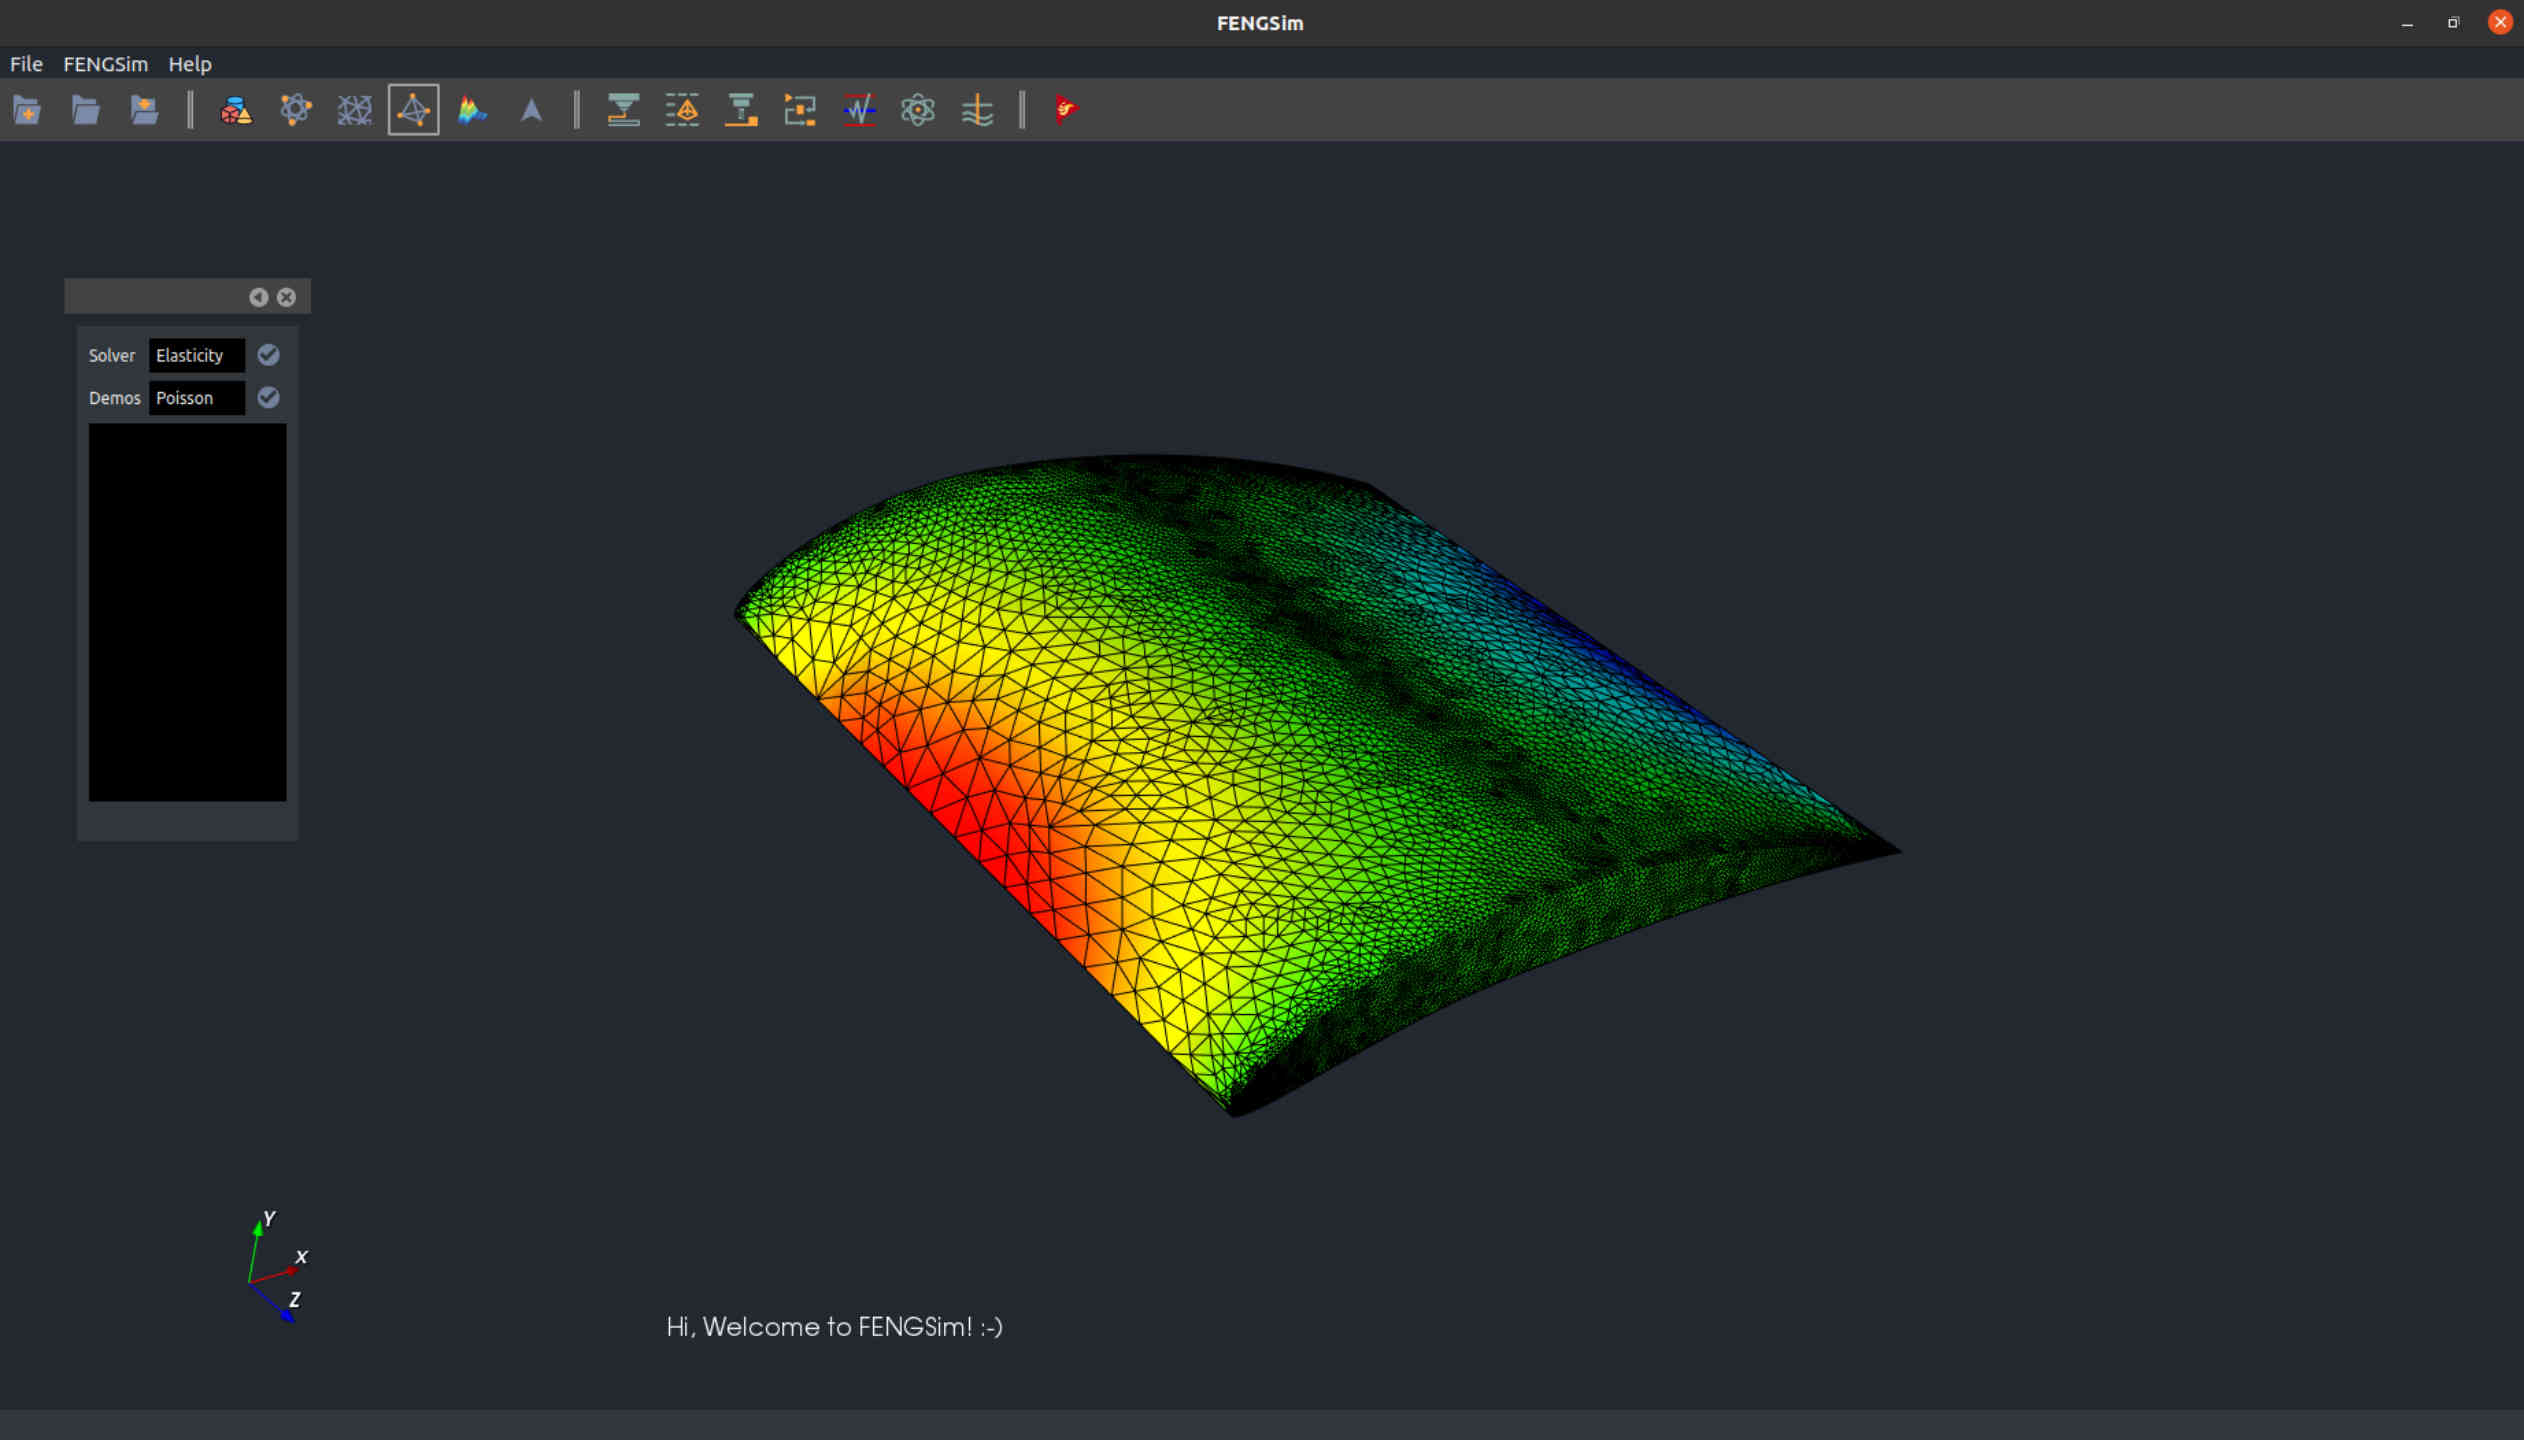 FENGSim
File FENGSim Help
Solver Elasticity
Demos Poisson
Y
X
Z
Hi, Welcome to FENGSim! :-)